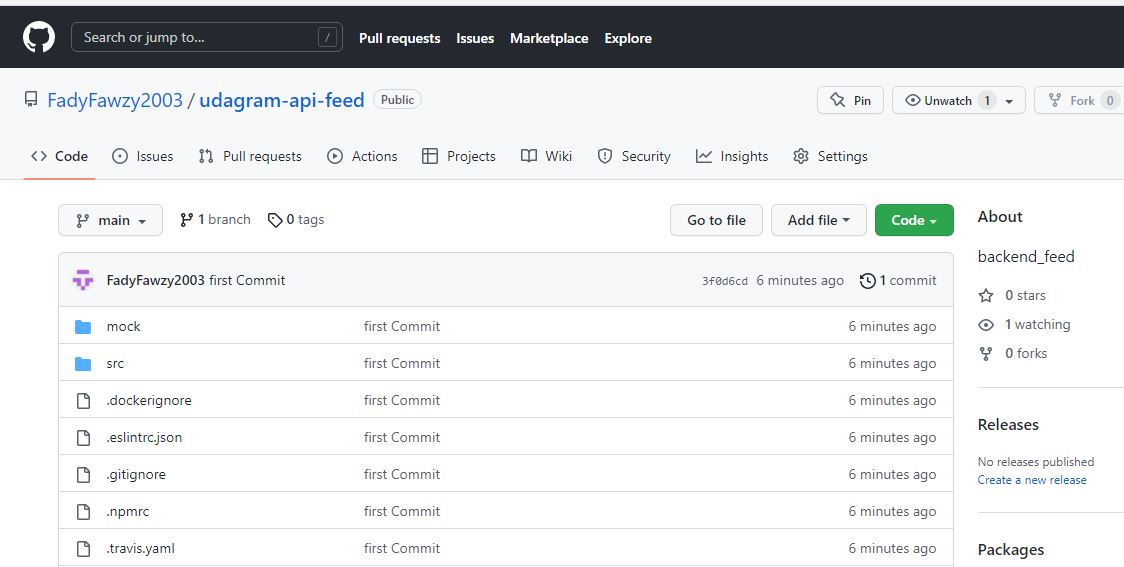 Search or jump to... /
Pull requests Issues Marketplace Explore
FadyFawzy2003 / udagram-api-feed Public
Pin Unwatch 1 Fork 0
Code Issues Pull requests Actions Projects Wiki Security Insights Settings
main 1 branch 0 tags Go to file Add file Code
FadyFawzy2003 first Commit 3f0d6cd 6 minutes ago 1 commit
mock first Commit 6 minutes ago
src first Commit 6 minutes ago
.dockerignore first Commit 6 minutes ago
.eslintrc.json first Commit 6 minutes ago
.gitignore first Commit 6 minutes ago
.npmrc first Commit 6 minutes ago
.travis.yaml first Commit 6 minutes ago
About
backend_feed
0 stars
1 watching
0 forks
Releases
No releases published
Create a new release
Packages